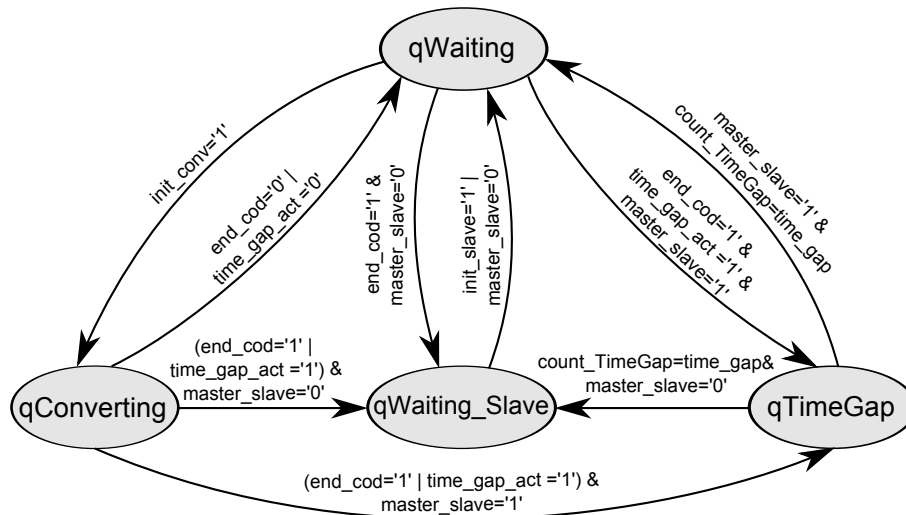 qWaiting
init_conv='1'
end_cod='0' |
time_gap_act ='0'
end_cod='1' &
master_slave='0'
init_slave='1' |
master_slave='0'
end_cod='1' &
time_gap_act ='1' &
master_slave='1'
master_slave='1' &
count_TimeGap=time_gap
(end_cod='1' |
time_gap_act ='1') &
master_slave='0'
count_TimeGap=time_gap&
master_slave='0'
qConverting
qWaiting_Slave
qTimeGap
(end_cod='1' | time_gap_act ='1') &
master_slave='1'